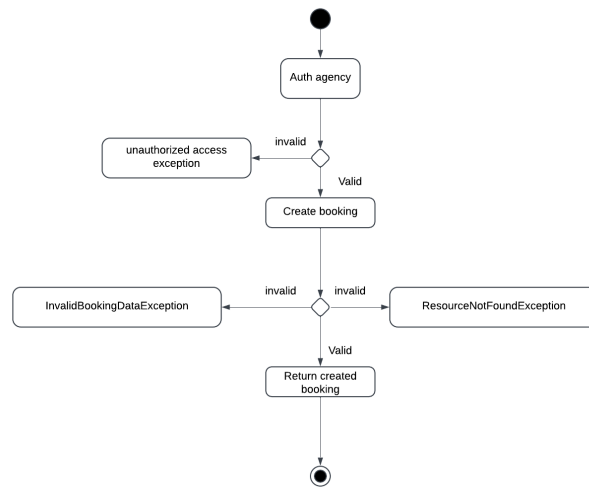 Auth agency
invalid
unauthorized access
exception
Valid
Create booking
invalid
invalid
InvalidBookingDataException
ResourceNotFoundException
Valid
Return created
booking